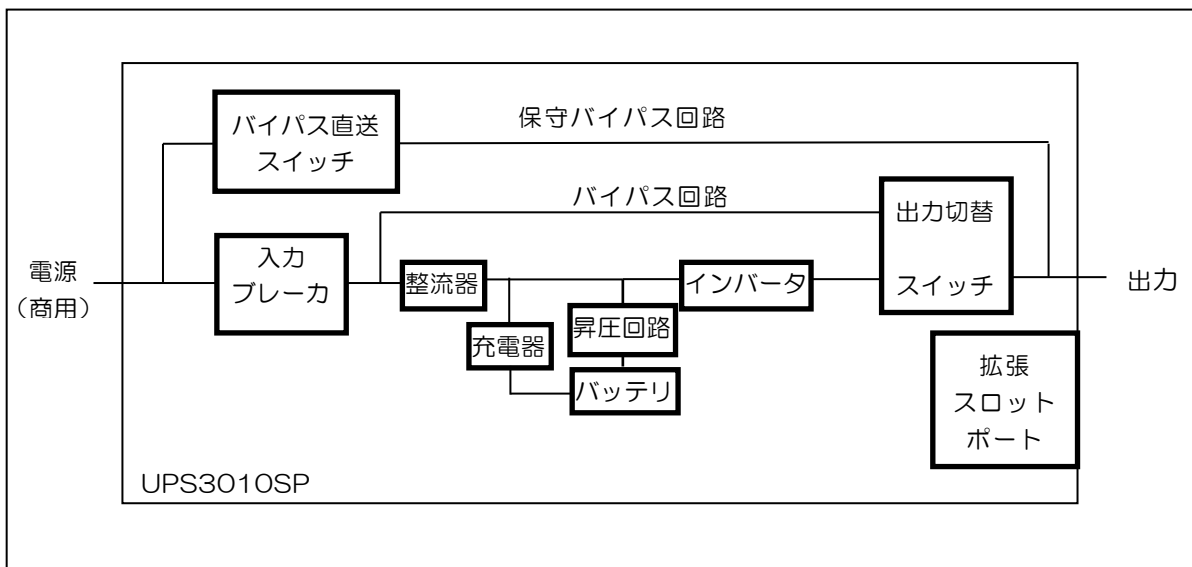 バイパス直送
スイッチ
保守バイパス回路
バイパス回路
出力切替
スイッチ
電源
（商用）
入力
ブレーカ
整流器
インバータ
出力
充電器
昇圧回路
バッテリ
拡張
スロット
ポート
UPS3010SP